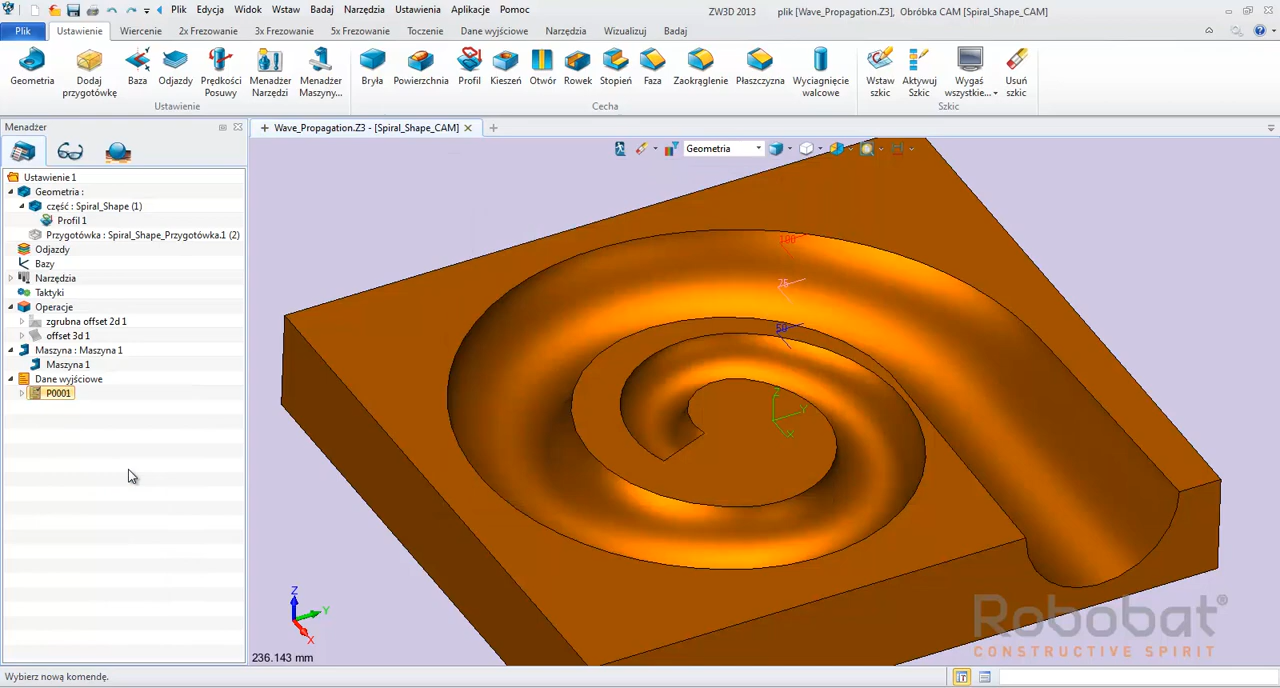 Plik Edycja Widok Wstaw Badaj Narzędzia Ustawienia Aplikacje Pomoc
ZW3D 2013 plik [Wave_Propagation.Z3], Obróbka CAM [Spiral_Shape_CAM]
Plik Ustawienie Wiercenie 2x Frezowanie 3x Frezowanie 5x Frezowanie Toczenie Dane wyjściowe Narzędzia Wizualizuj Badaj
Geometria Dodaj przygotówkę Baza Odjazdy Prędkości Posuwy Menadżer Narzędzi Menadżer Maszyny... Bryła Powierzchnia Profil Kieszeń Otwór Rowek Stopień Faza Zaokrąglenie Płaszczyzna Wyciągnięcie walcowe Wstaw szkic Aktywuj Szkic Wygaś wszystkie... Usuń szkic
Ustawienie Cecha Szkic
Menadżer
Wave_Propagation.Z3 - [Spiral_Shape_CAM]
Geometria
Ustawienie 1
Geometria :
część : Spiral_Shape (1)
Profil 1
Przygotówka : Spiral_Shape_Przygotówka.1 (2)
Odjazdy
Bazy
Narzędzia
Taktyki
Operacje
zgrubna offset 2d 1
offset 3d 1
Maszyna : Maszyna 1
Maszyna 1
Dane wyjściowe
P0001
100
75
50
Z
Y
X
Z
Y
X
236.143 mm
Robobat®
CONSTRUCTIVE SPIRIT
Wybierz nową komendę.